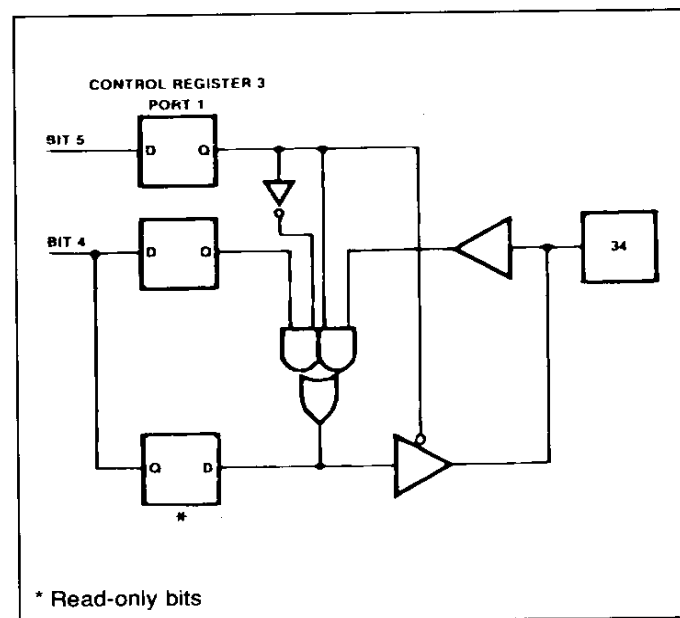 CONTROL REGISTER 3
PORT 1
BIT 5
D Q
BIT 4
D Q
34
Q D
*
* Read-only bits